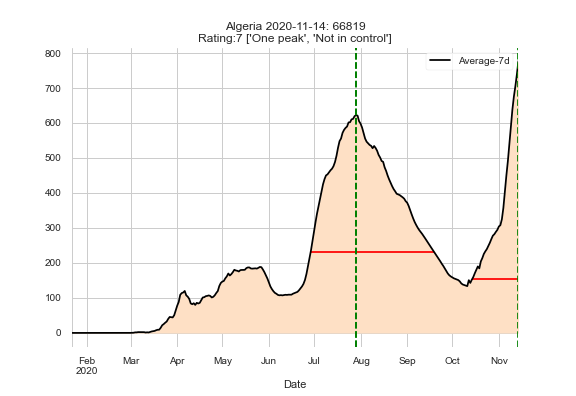 Algeria 2020-11-14: 66819
Rating:7 ['One peak', 'Not in control']
Average-7d
800
700
600
500
400
300
200
100
0
Feb Mar Apr May Jun Jul Aug Sep Oct Nov
2020
Date